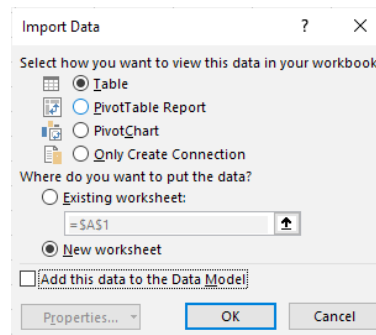 Import Data ? ×
Select how you want to view this data in your workbook
Table
PivotTable Report
PivotChart
Only Create Connection
Where do you want to put the data?
Existing worksheet:
=$A$1
New worksheet
Add this data to the Data Model
Properties...
OK Cancel